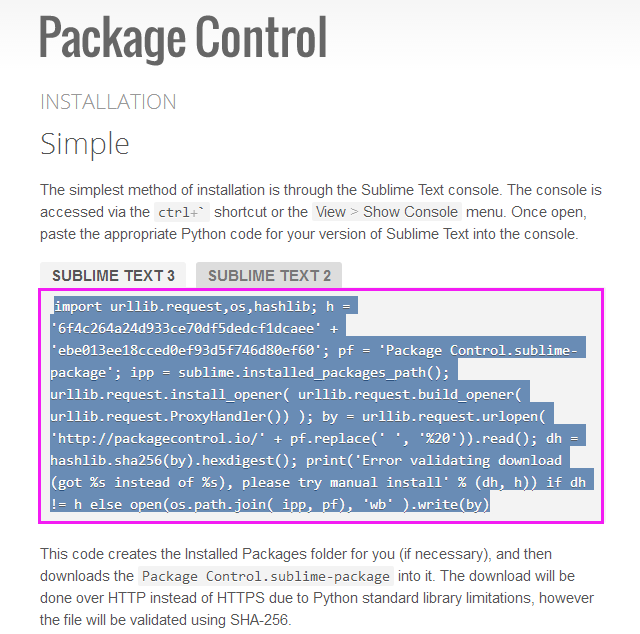 Package Control
INSTALLATION
Simple
The simplest method of installation is through the Sublime Text console. The console is
accessed via the ctrl+` shortcut or the View > Show Console menu. Once open,
paste the appropriate Python code for your version of Sublime Text into the console.
SUBLIME TEXT 3 SUBLIME TEXT 2
import urllib.request,os,hashlib; h =
'6f4c264a24d933ce70df5dedcf1dcaee' +
'ebe013ee18cced0ef93d5f746d80ef60'; pf = 'Package Control.sublime-
package'; ipp = sublime.installed_packages_path();
urllib.request.install_opener( urllib.request.build_opener(
urllib.request.ProxyHandler()) ); by = urllib.request.urlopen(
'http://packagecontrol.io/' + pf.replace(' ', '%20')).read(); dh =
hashlib.sha256(by).hexdigest(); print('Error validating download
(got %s instead of %s), please try manual install' % (dh, h)) if dh
!= h else open(os.path.join( ipp, pf), 'wb' ).write(by)
This code creates the Installed Packages folder for you (if necessary), and then
downloads the Package Control.sublime-package into it. The download will be
done over HTTP instead of HTTPS due to Python standard library limitations, however
the file will be validated using SHA-256.